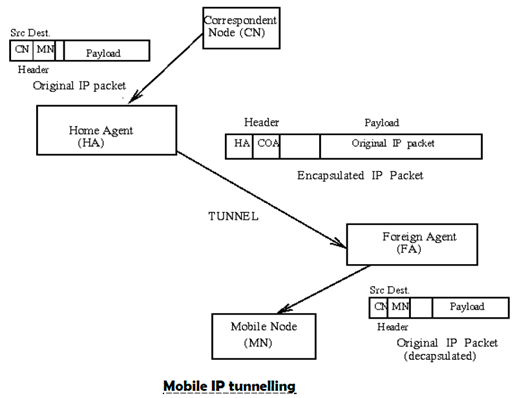 Correspondent
Node (CN)
Src Dest.
CN MN Payload
Header
Original IP packet
Home Agent
(HA)
Header Payload
HA COA Original IP packet
Encapsulated IP Packet
TUNNEL
Foreign Agent
(FA)
Src Dest.
CN MN Payload
Header
Original IP Packet
(decapsulated)
Mobile Node
(MN)
Mobile IP tunnelling